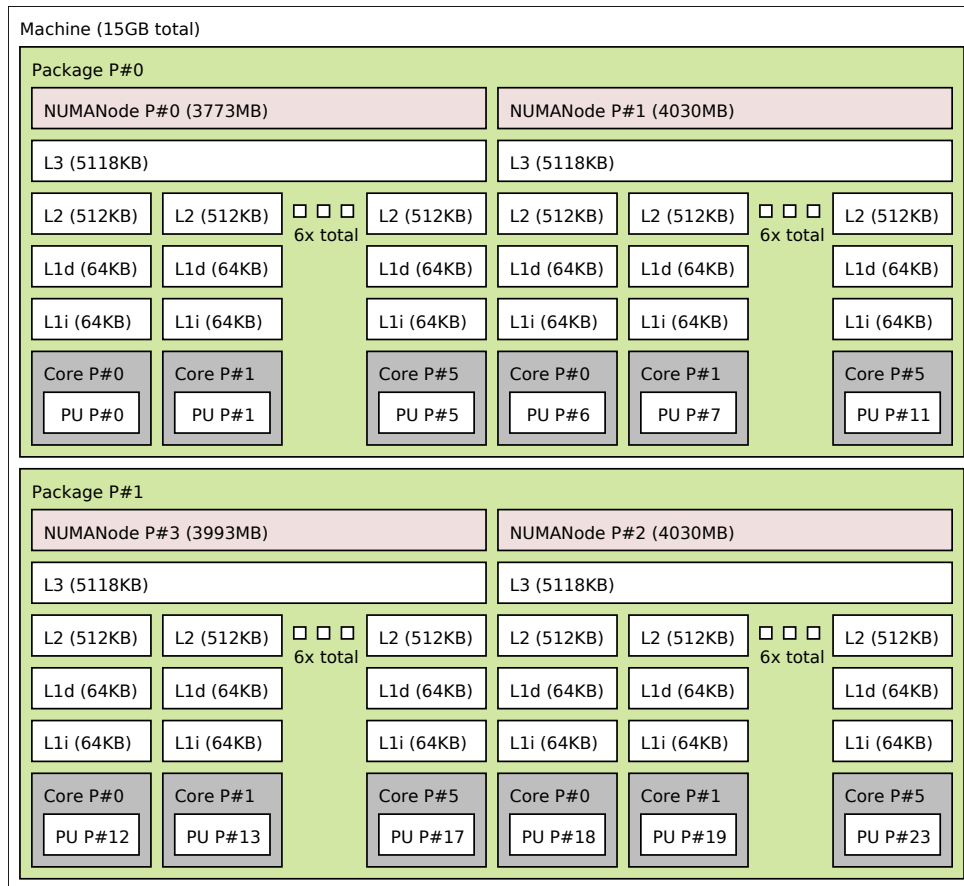 Machine (15GB total)
Package P#0
NUMANode P#0 (3773MB) NUMANode P#1 (4030MB)
L3 (5118KB) L3 (5118KB)
L2 (512KB) L2 (512KB) L2 (512KB) L2 (512KB) L2 (512KB) L2 (512KB)
6x total 6x total
L1d (64KB) L1d (64KB) L1d (64KB) L1d (64KB) L1d (64KB) L1d (64KB)
L1i (64KB) L1i (64KB) L1i (64KB) L1i (64KB) L1i (64KB) L1i (64KB)
Core P#0 Core P#1 Core P#5 Core P#0 Core P#1 Core P#5
PU P#0 PU P#1 PU P#5 PU P#6 PU P#7 PU P#11
Package P#1
NUMANode P#3 (3993MB) NUMANode P#2 (4030MB)
L3 (5118KB) L3 (5118KB)
L2 (512KB) L2 (512KB) L2 (512KB) L2 (512KB) L2 (512KB) L2 (512KB)
6x total 6x total
L1d (64KB) L1d (64KB) L1d (64KB) L1d (64KB) L1d (64KB) L1d (64KB)
L1i (64KB) L1i (64KB) L1i (64KB) L1i (64KB) L1i (64KB) L1i (64KB)
Core P#0 Core P#1 Core P#5 Core P#0 Core P#1 Core P#5
PU P#12 PU P#13 PU P#17 PU P#18 PU P#19 PU P#23